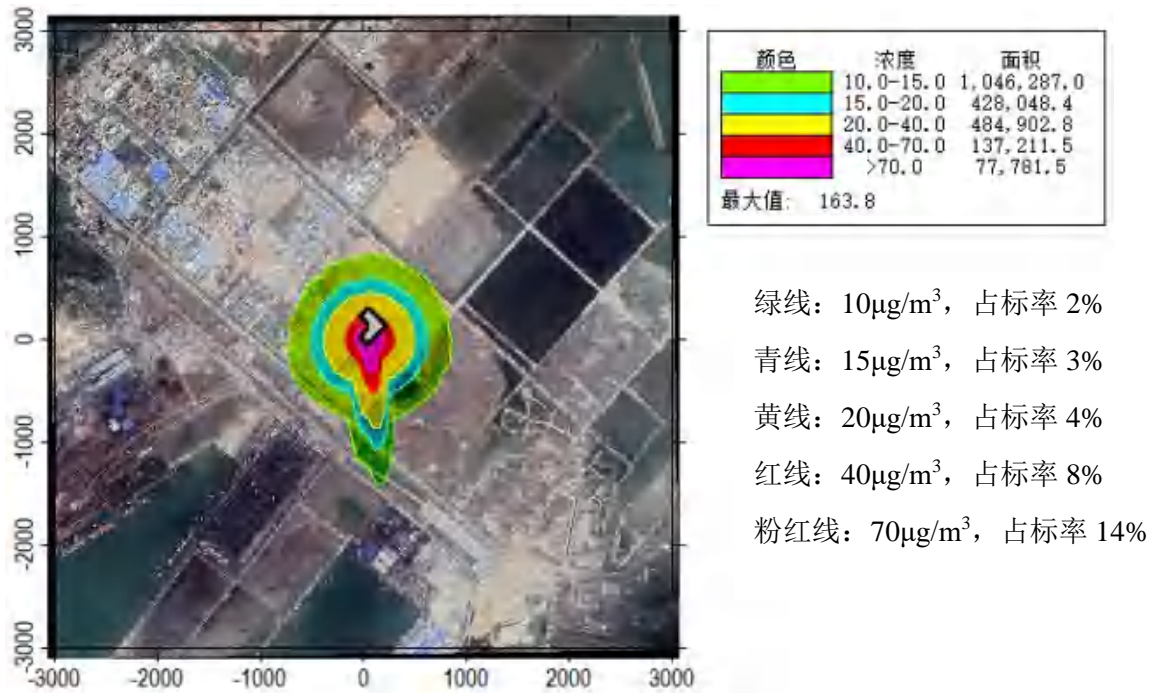 3000
2000
1000
0
-1000
-2000
-3000
-3000 -2000 -1000 0 1000 2000 3000
颜色 浓度 面积
10.0-15.0 1,046,287.0
15.0-20.0 428,048.4
20.0-40.0 484,902.8
40.0-70.0 137,211.5
>70.0 77,781.5
最大值: 163.8
绿线：10μg/m³，占标率 2%
青线：15μg/m³，占标率 3%
黄线：20μg/m³，占标率 4%
红线：40μg/m³，占标率 8%
粉红线：70μg/m³，占标率 14%